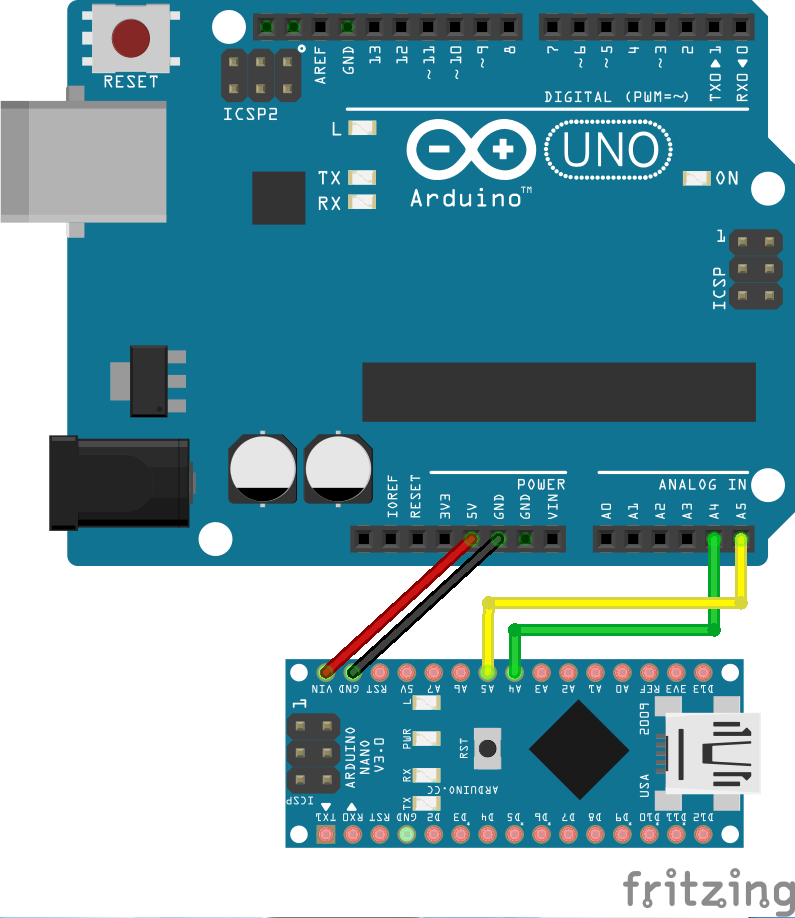 RESET
ICSP2
AREF GND 13 12 ~11 ~10 ~9 8 7 ~6 ~5 4 ~3 2 TX0▶1 RX0◀0
DIGITAL (PWM=~)
L
TX
RX
Arduino™
UNO
ON
1
ICSP
POWER
ANALOG IN
IOREF RESET 3V3 5V GND GND VIN A0 A1 A2 A3 A4 A5
VIN GND RST 5V A7 A6 A5 A4 A3 A2 A1 A0 REF 3V3 D13
1
ICSP
ARDUINO
NANO
V3.0
L
PWR
RX
TX
RST
ARDUINO.CC
2009
USA
TX1 RX0 RST GND D2 D3 D4 D5 D6 D7 D8 D9 D10 D11 D12
fritzing